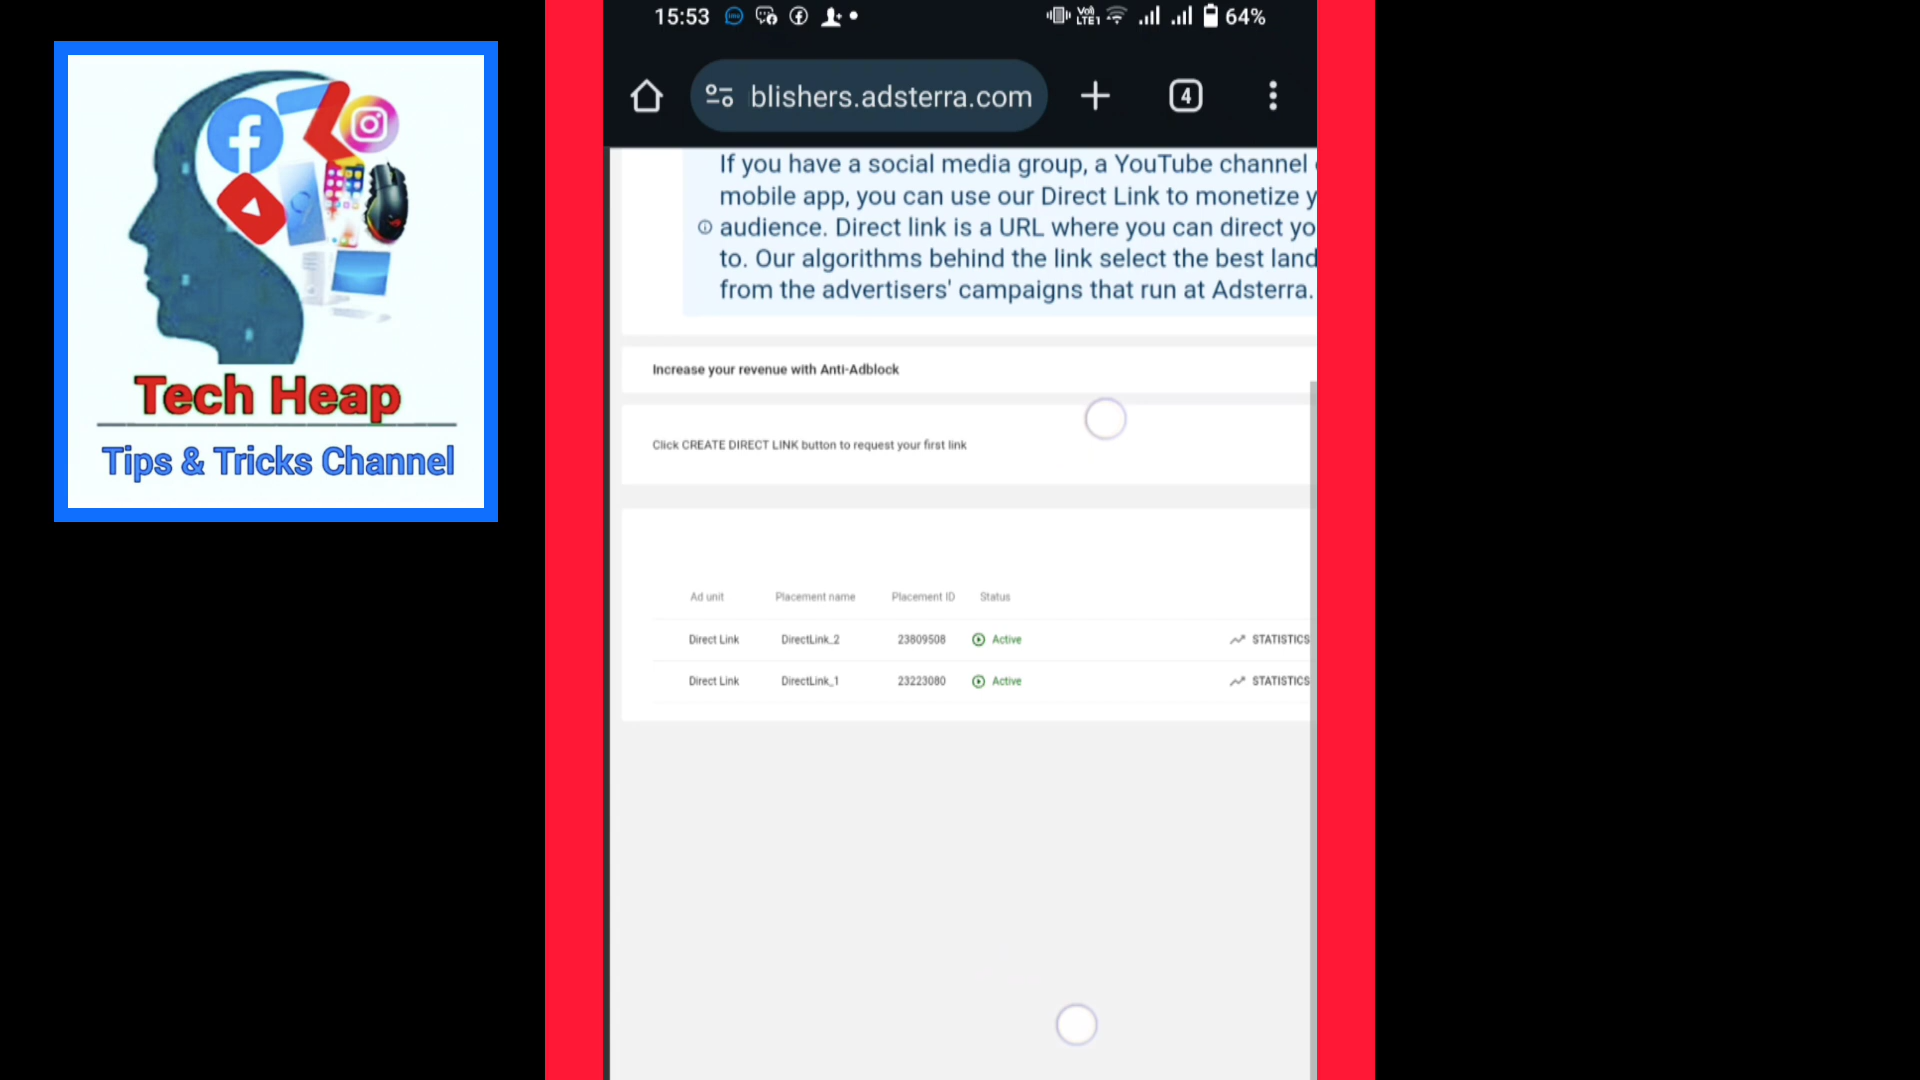 Tech Heap
Tips & Tricks Channel
15:53
64%
blishers.adsterra.com
4
If you have a social media group, a YouTube channel
mobile app, you can use our Direct Link to monetize y
audience. Direct link is a URL where you can direct yo
to. Our algorithms behind the link select the best land
from the advertisers' campaigns that run at Adsterra.
Increase your revenue with Anti-Adblock
Click CREATE DIRECT LINK button to request your first link
Ad unit Placement name Placement ID Status
Direct Link DirectLink_2 23809508 Active STATISTICS
Direct Link DirectLink_1 23223080 Active STATISTICS